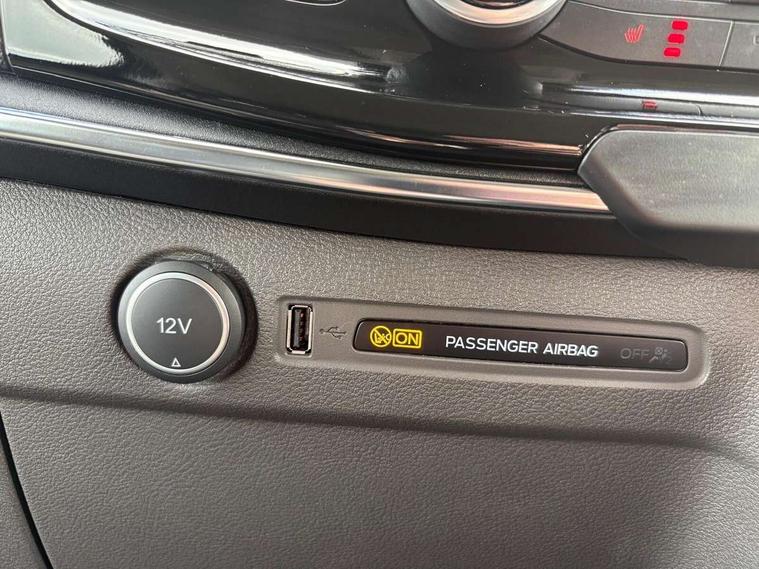 12V
ON PASSENGER AIRBAG OFF